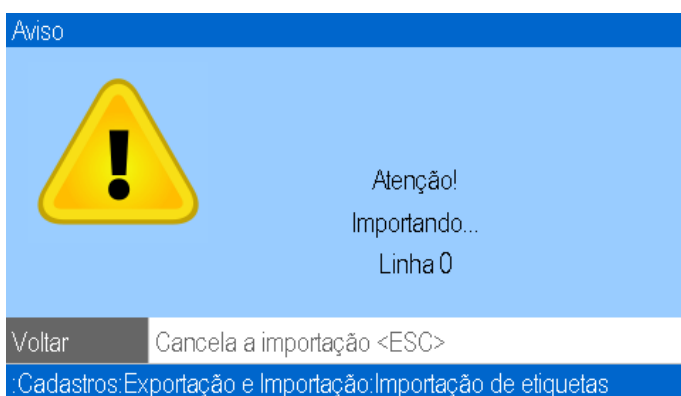 Aviso
!
Atenção!
Importando...
Linha 0
Voltar Cancela a importação <ESC>
:Cadastros:Exportação e Importação:Importação de etiquetas